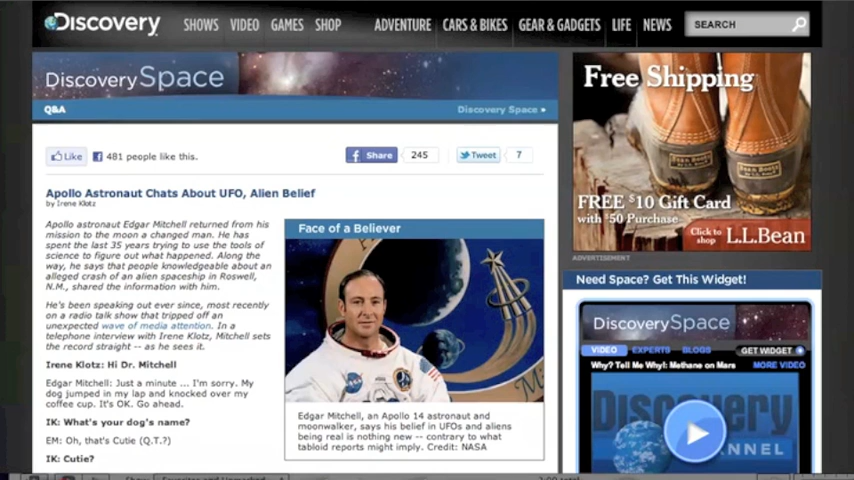 Discovery
SHOWS VIDEO GAMES SHOP ADVENTURE CARS & BIKES GEAR & GADGETS LIFE NEWS SEARCH
Discovery Space
Q&A
Discovery Space
Like
481 people like this.
Share
245
Tweet
7
Apollo Astronaut Chats About UFO, Alien Belief
by Irene Klotz
Apollo astronaut Edgar Mitchell returned from his
mission to the moon a changed man. He has
spent the last 35 years trying to use the tools of
science to figure out what happened. Along the
way, he says that people knowledgeable about an
alleged crash of an alien spaceship in Roswell,
N.M., shared the information with him.
He's been speaking out ever since, most recently
on a radio talk show that tripped off an
unexpected wave of media attention. In a
telephone interview with Irene Klotz, Mitchell sets
the record straight -- as he sees it.
Irene Klotz: Hi Dr. Mitchell
Edgar Mitchell: Just a minute ... I'm sorry. My
dog jumped in my lap and knocked over my
coffee cup. It's OK. Go ahead.
IK: What's your dog's name?
EM: Oh, that's Cutie (Q.T.?)
IK: Cutie?
Face of a Believer
Edgar Mitchell, an Apollo 14 astronaut and
moonwalker, says his belief in UFOs and aliens
being real is nothing new -- contrary to what
tabloid reports might imply. Credit: NASA
Free Shipping
FREE $10 Gift Card
with $50 Purchase
Click to
shop
L.L.Bean
ADVERTISEMENT
Need Space? Get This Widget!
Discovery Space
VIDEO EXPERTS BLOGS GET WIDGET
Why? Tell Me Why!: Methane on Mars MORE VIDEO
Discovery
CHANNEL